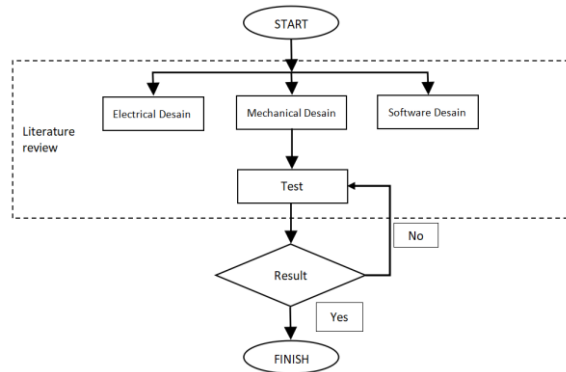 START
Electrical Desain
Mechanical Desain
Software Desain
Literature
review
Test
No
Result
Yes
FINISH